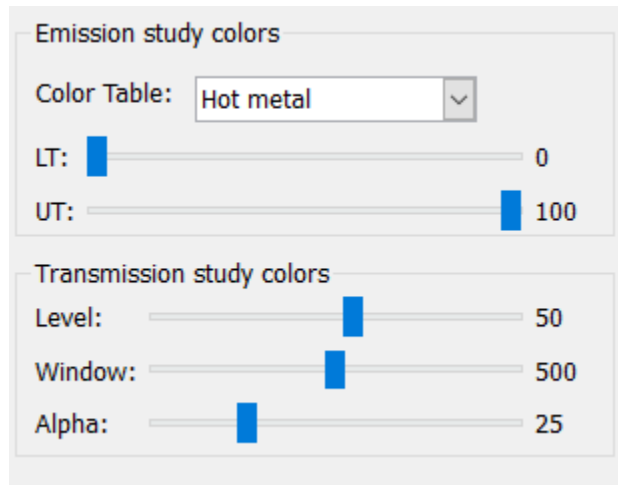 Emission study colors
Color Table: Hot metal
LT: 0
UT: 100
Transmission study colors
Level: 50
Window: 500
Alpha: 25